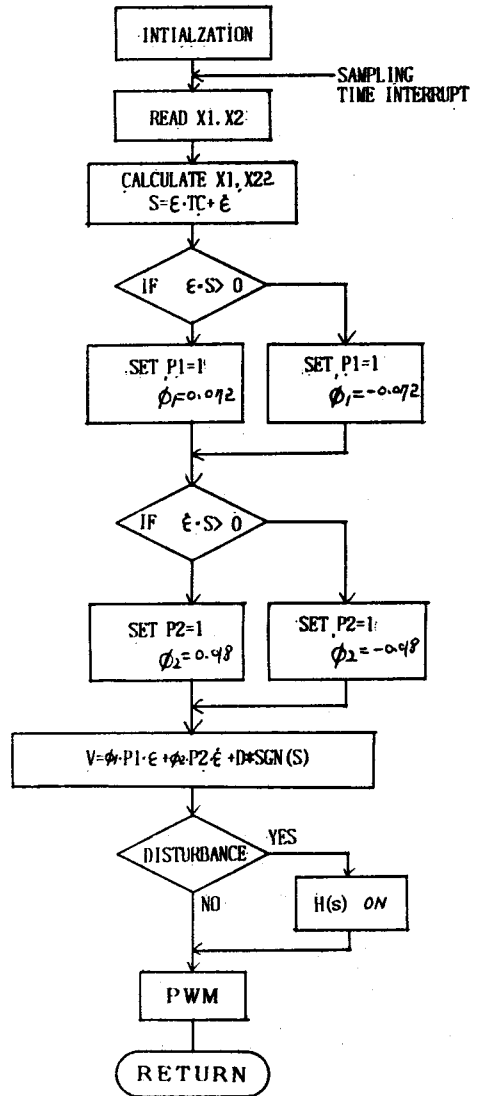 INTIALZATION
SAMPLING
TIME INTERRUPT
READ X1.X2
CALCULATE X1,X22
S=ε·TC+ε̇
IF ε·S> 0
SET P1=1
ϕ₁=0.072
SET P1=1
ϕ₁=-0.072
IF ε̇·S> 0
SET P2=1
ϕ₂=0.48
SET P2=1
ϕ₂=-0.48
V=ϕ₁·P1·ε+ϕ₂·P2·ε̇+D*SGN(S)
DISTURBANCE
YES
NO
H(s) ON
PWM
RETURN